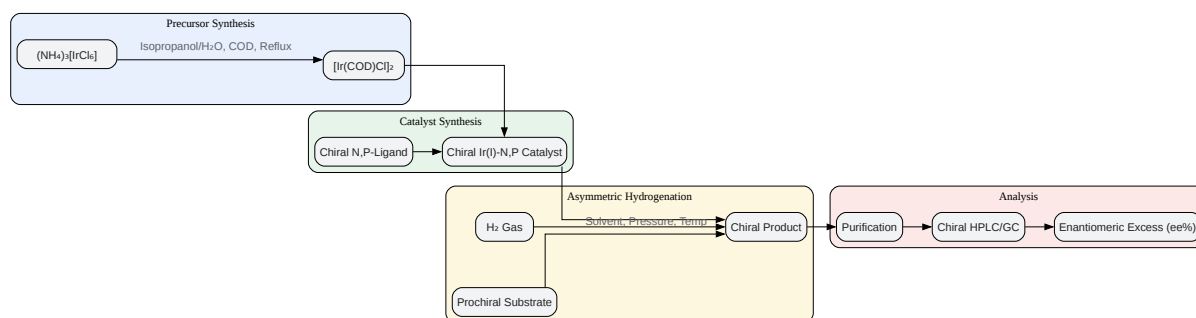 Precursor Synthesis
(NH₄)₃[IrCl₆]
Isopropanol/H₂O, COD, Reflux
[Ir(COD)Cl]₂
Catalyst Synthesis
Chiral N,P-Ligand
Chiral Ir(I)-N,P Catalyst
Asymmetric Hydrogenation
H₂ Gas
Solvent, Pressure, Temp
Chiral Product
Prochiral Substrate
Analysis
Purification
Chiral HPLC/GC
Enantiomeric Excess (ee%)